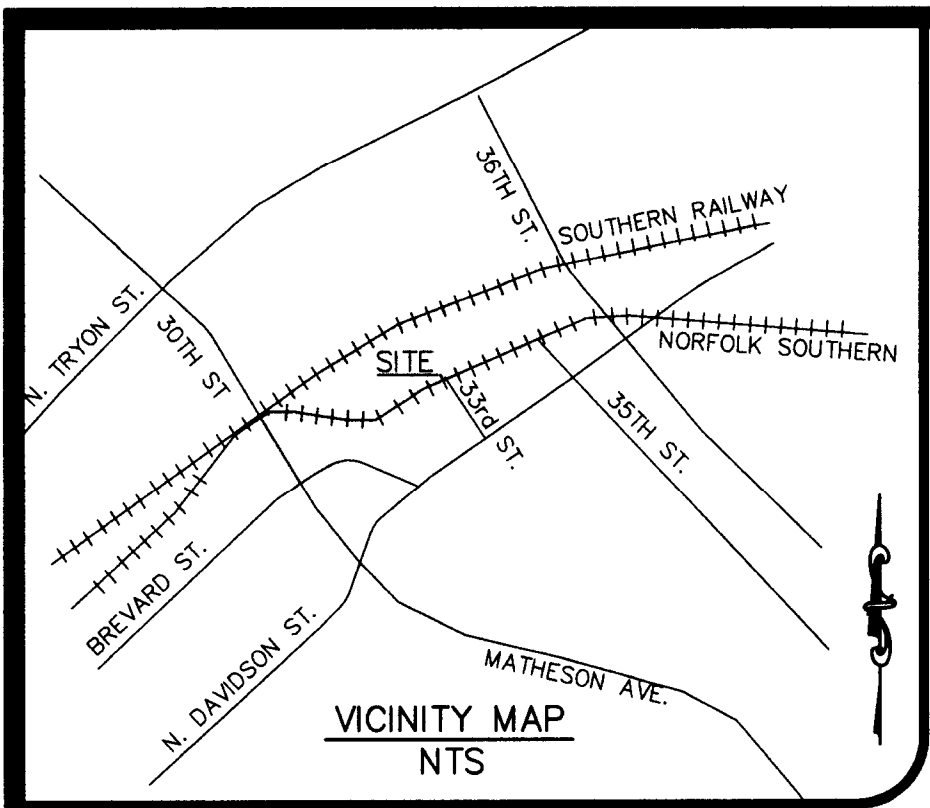 36TH ST.
SOUTHERN RAILWAY
N. TRYON ST.
30TH ST
NORFOLK SOUTHERN
SITE
33rd ST.
35TH ST.
BREVARD ST.
N. DAVIDSON ST.
MATHESON AVE.
VICINITY MAP
NTS